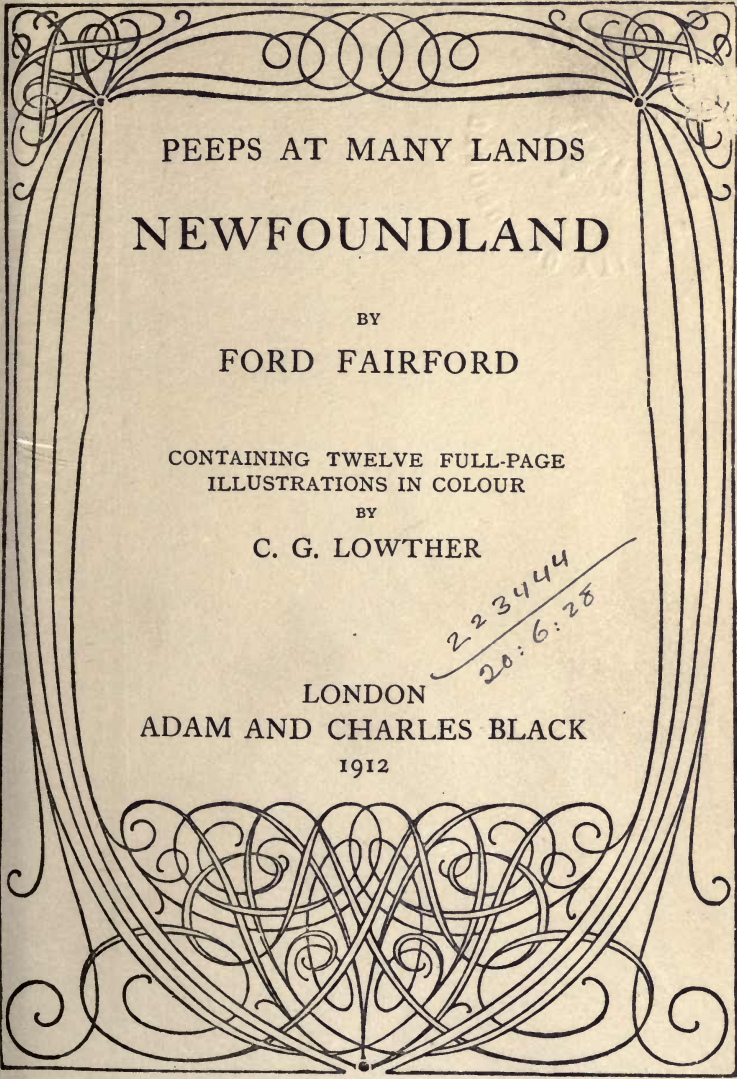 PEEPS AT MANY LANDS
NEWFOUNDLAND
BY
FORD FAIRFORD
CONTAINING TWELVE FULL-PAGE
ILLUSTRATIONS IN COLOUR
BY
C. G. LOWTHER
223444
20:6:28
LONDON
ADAM AND CHARLES BLACK
1912